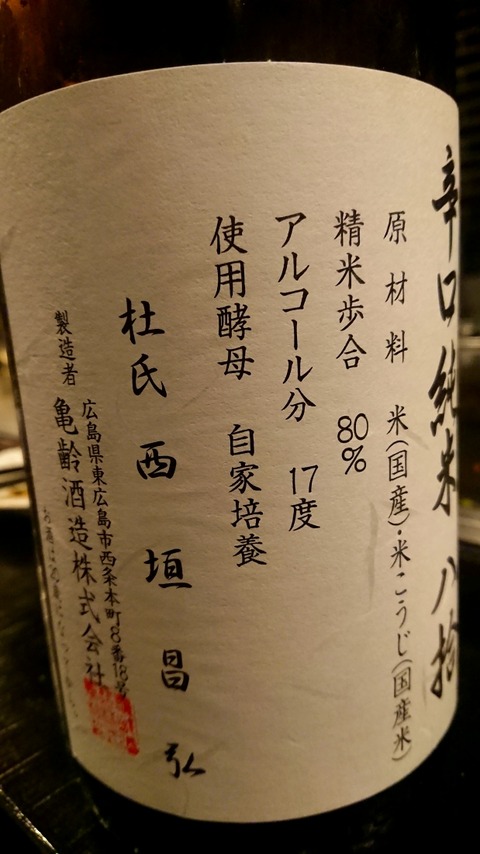 辛口純米 八拾
原材料 米(国産)・米こうじ(国産米)
精米歩合 80%
アルコール分 17度
使用酵母 自家培養
杜氏 西垣昌弘
広島県東広島市西条本町8番18号
製造者 亀齢酒造株式会社